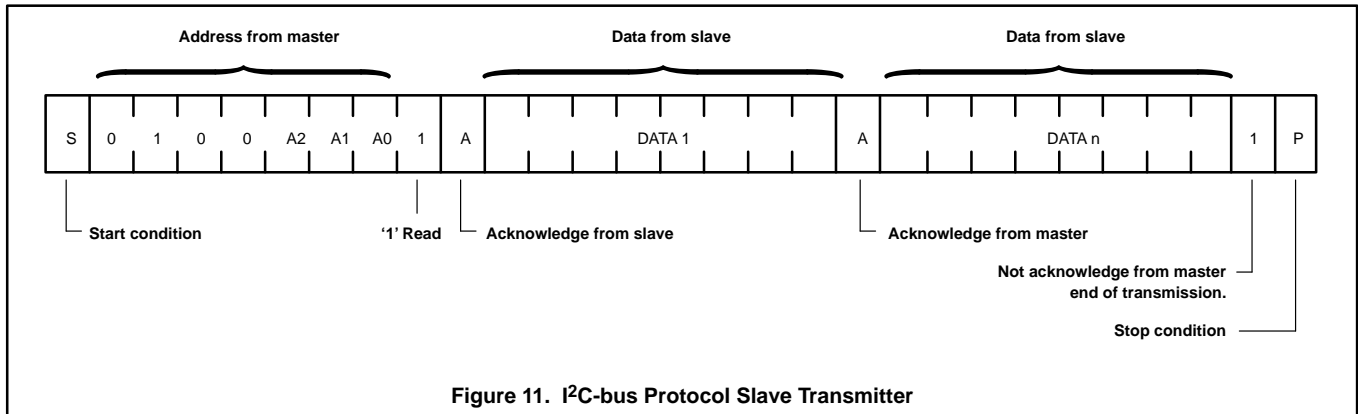 Address from master Data from slave Data from slave
S 0 1 0 0 A2 A1 A0 1 A DATA 1 A DATA n 1 P
Start condition ‘1’ Read Acknowledge from slave Acknowledge from master
Not acknowledge from master
end of transmission.
Stop condition
Figure 11. I²C-bus Protocol Slave Transmitter